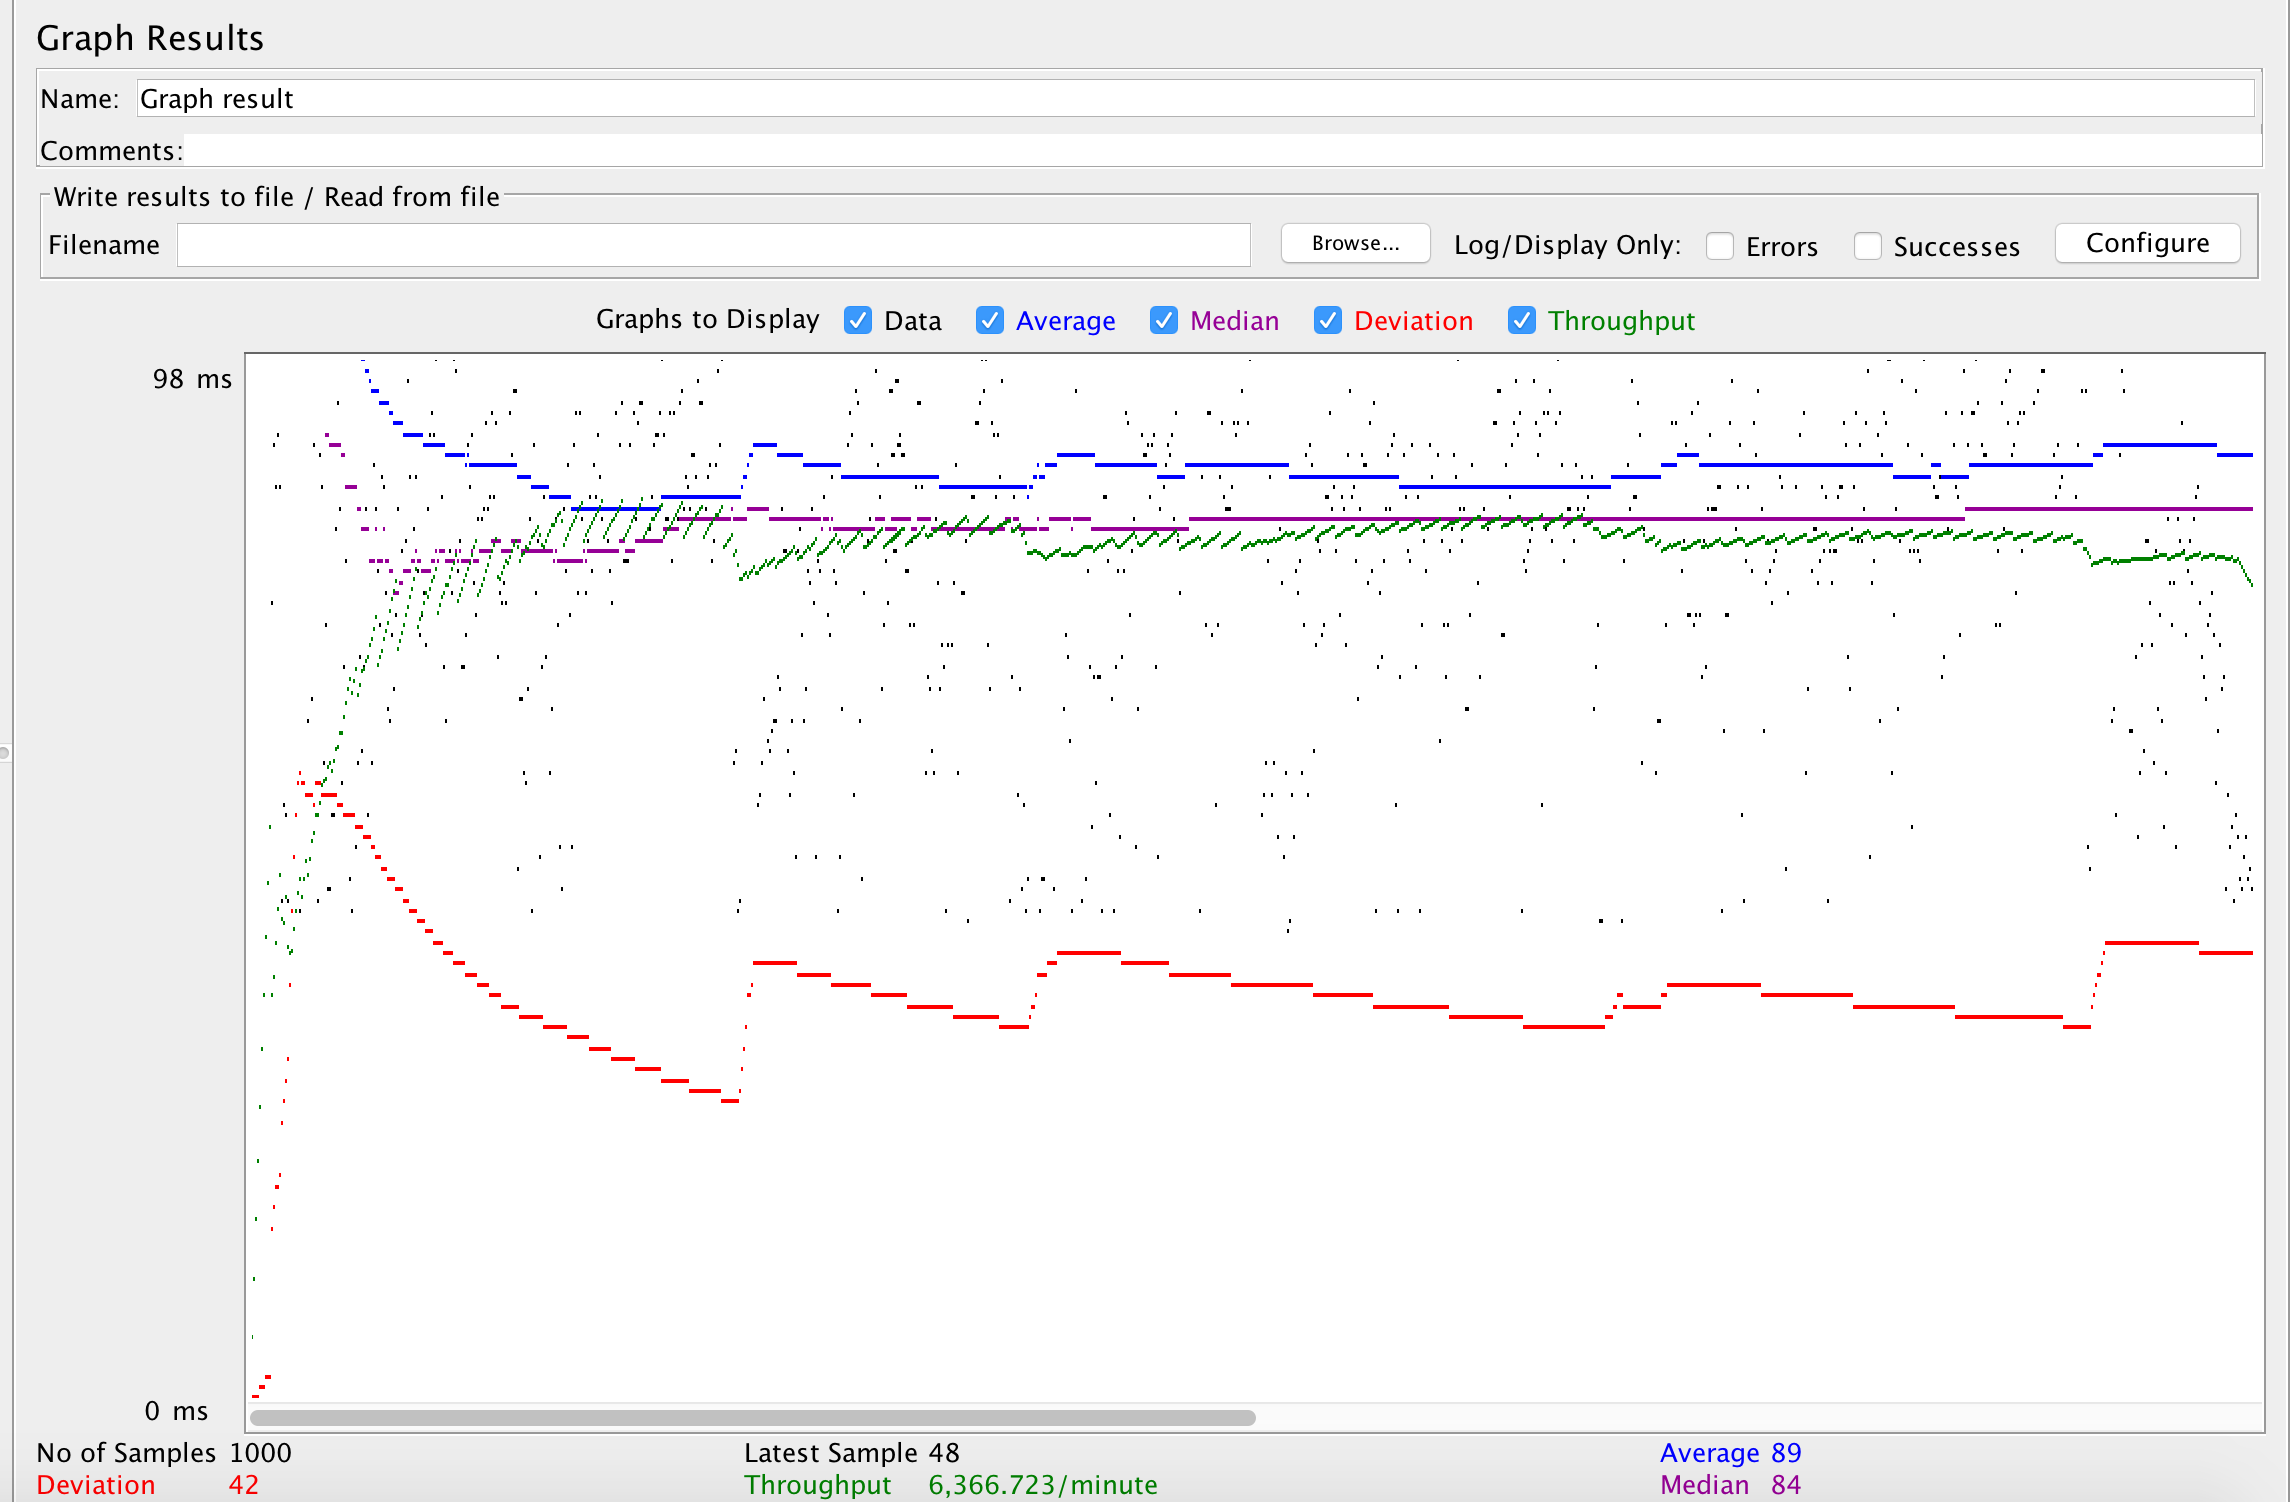 Graph Results
Name: Graph result
Comments:
Write results to file / Read from file
Filename Browse... Log/Display Only: Errors Successes Configure
Graphs to Display Data Average Median Deviation Throughput
98 ms
0 ms
No of Samples 1000 Latest Sample 48 Average 89
Deviation 42 Throughput 6,366.723/minute Median 84